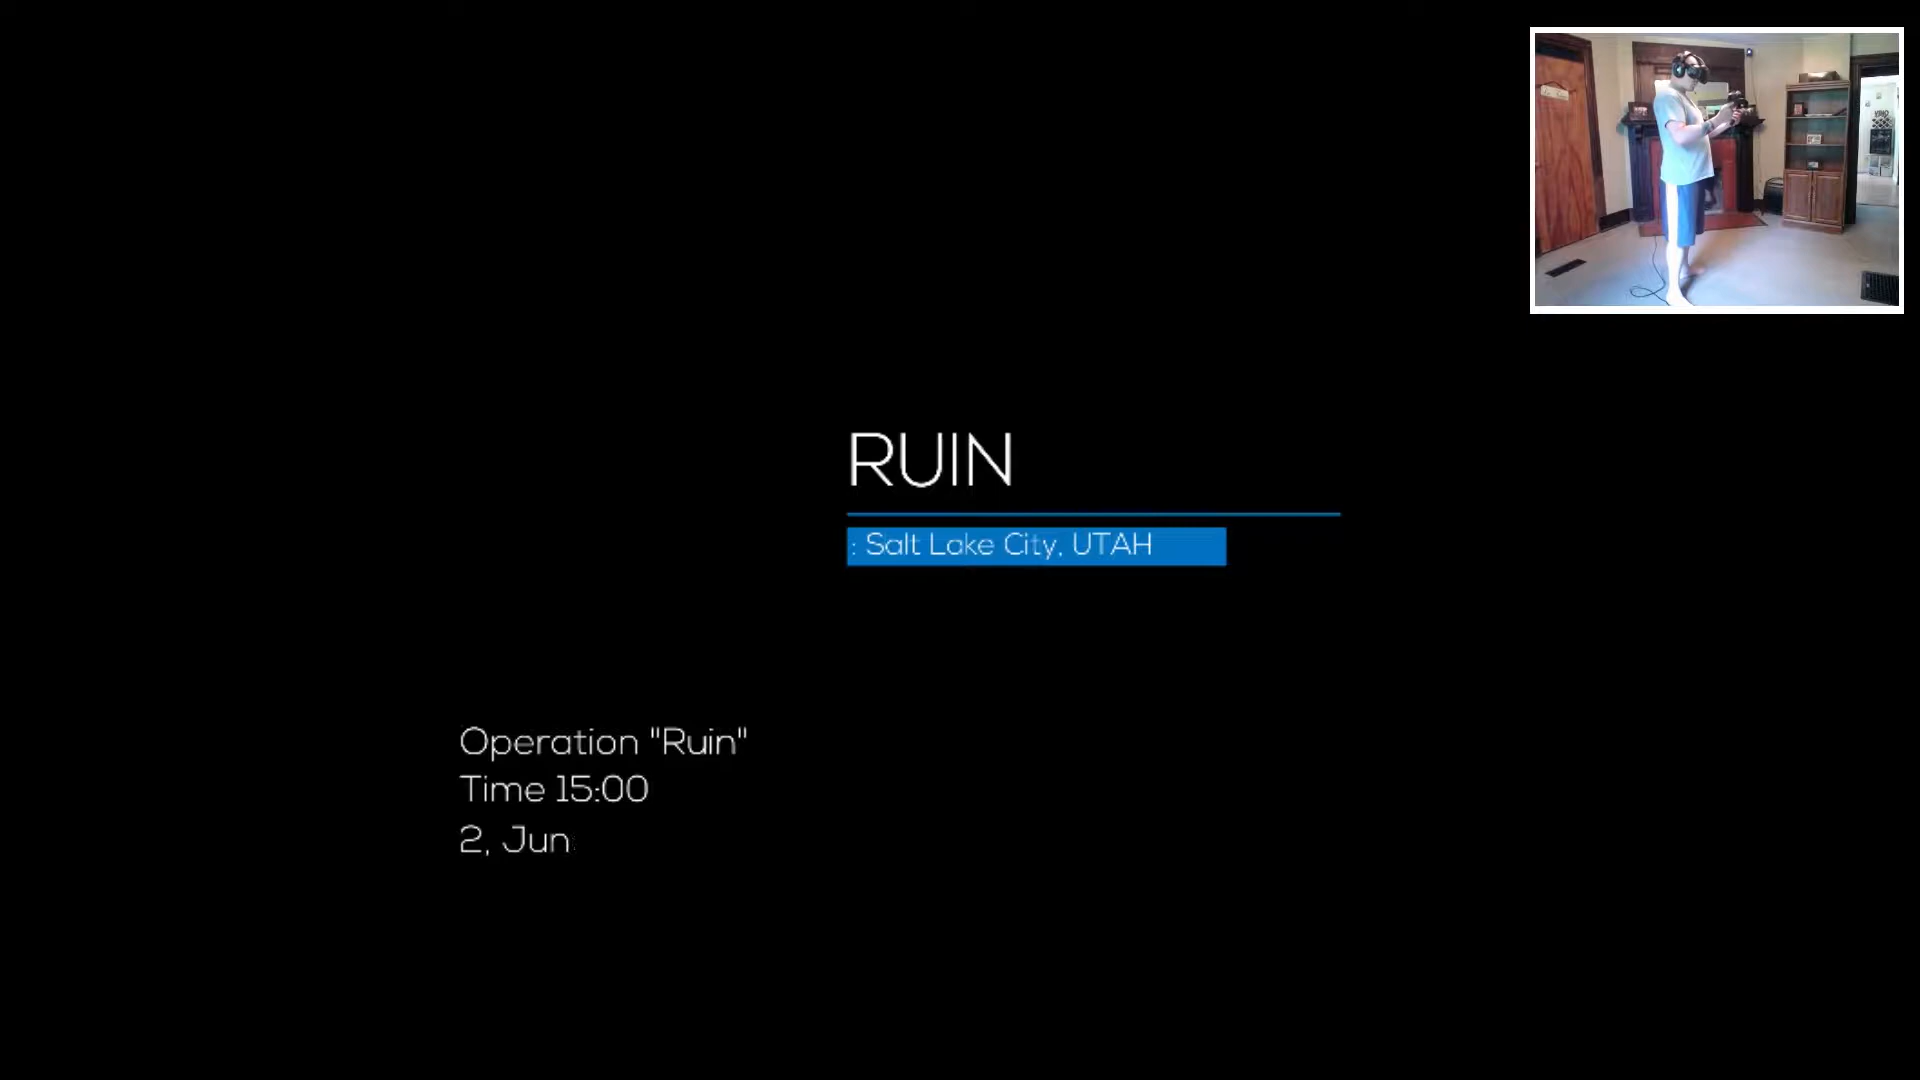 RUIN
: Salt Lake City, UTAH
Operation "Ruin"
Time 15:00
2, Jun